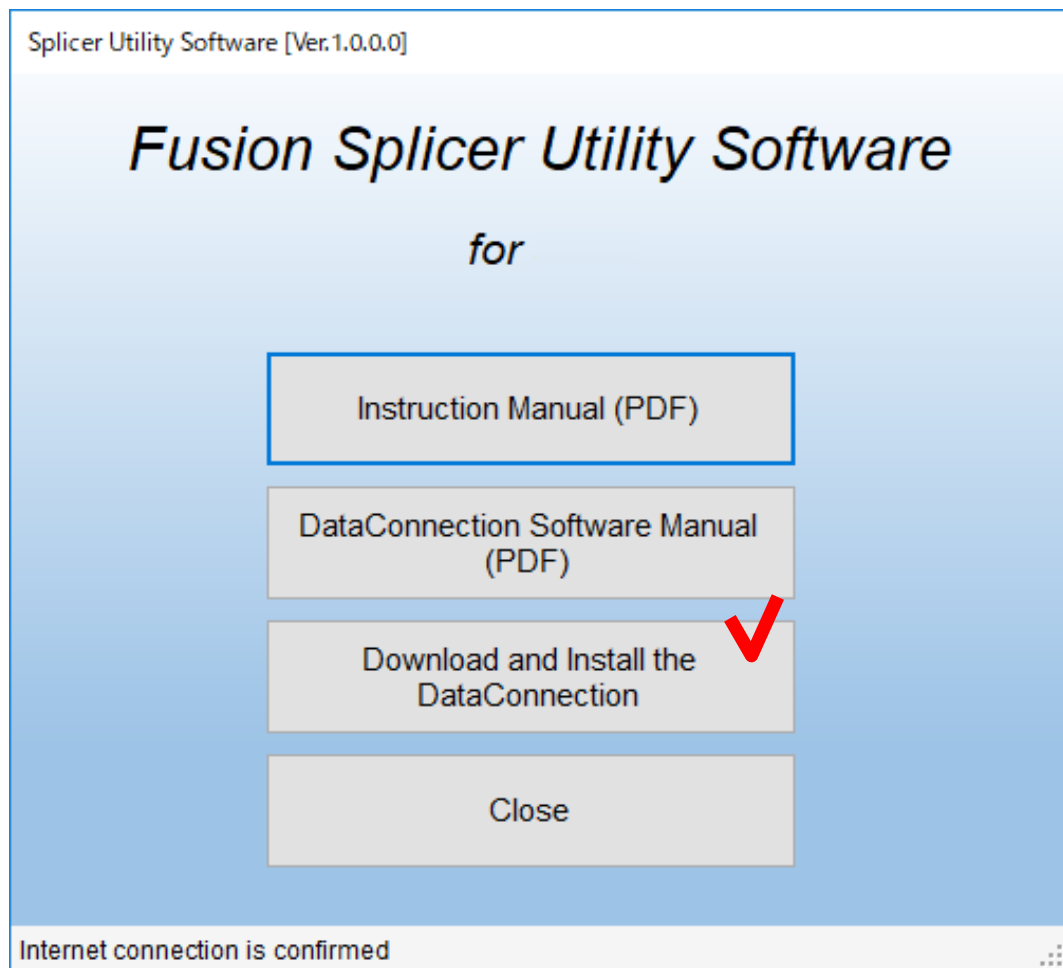 Splicer Utility Software [Ver.1.0.0.0]
Fusion Splicer Utility Software
for
Instruction Manual (PDF)
DataConnection Software Manual
(PDF)
Download and Install the
DataConnection
Close
Internet connection is confirmed